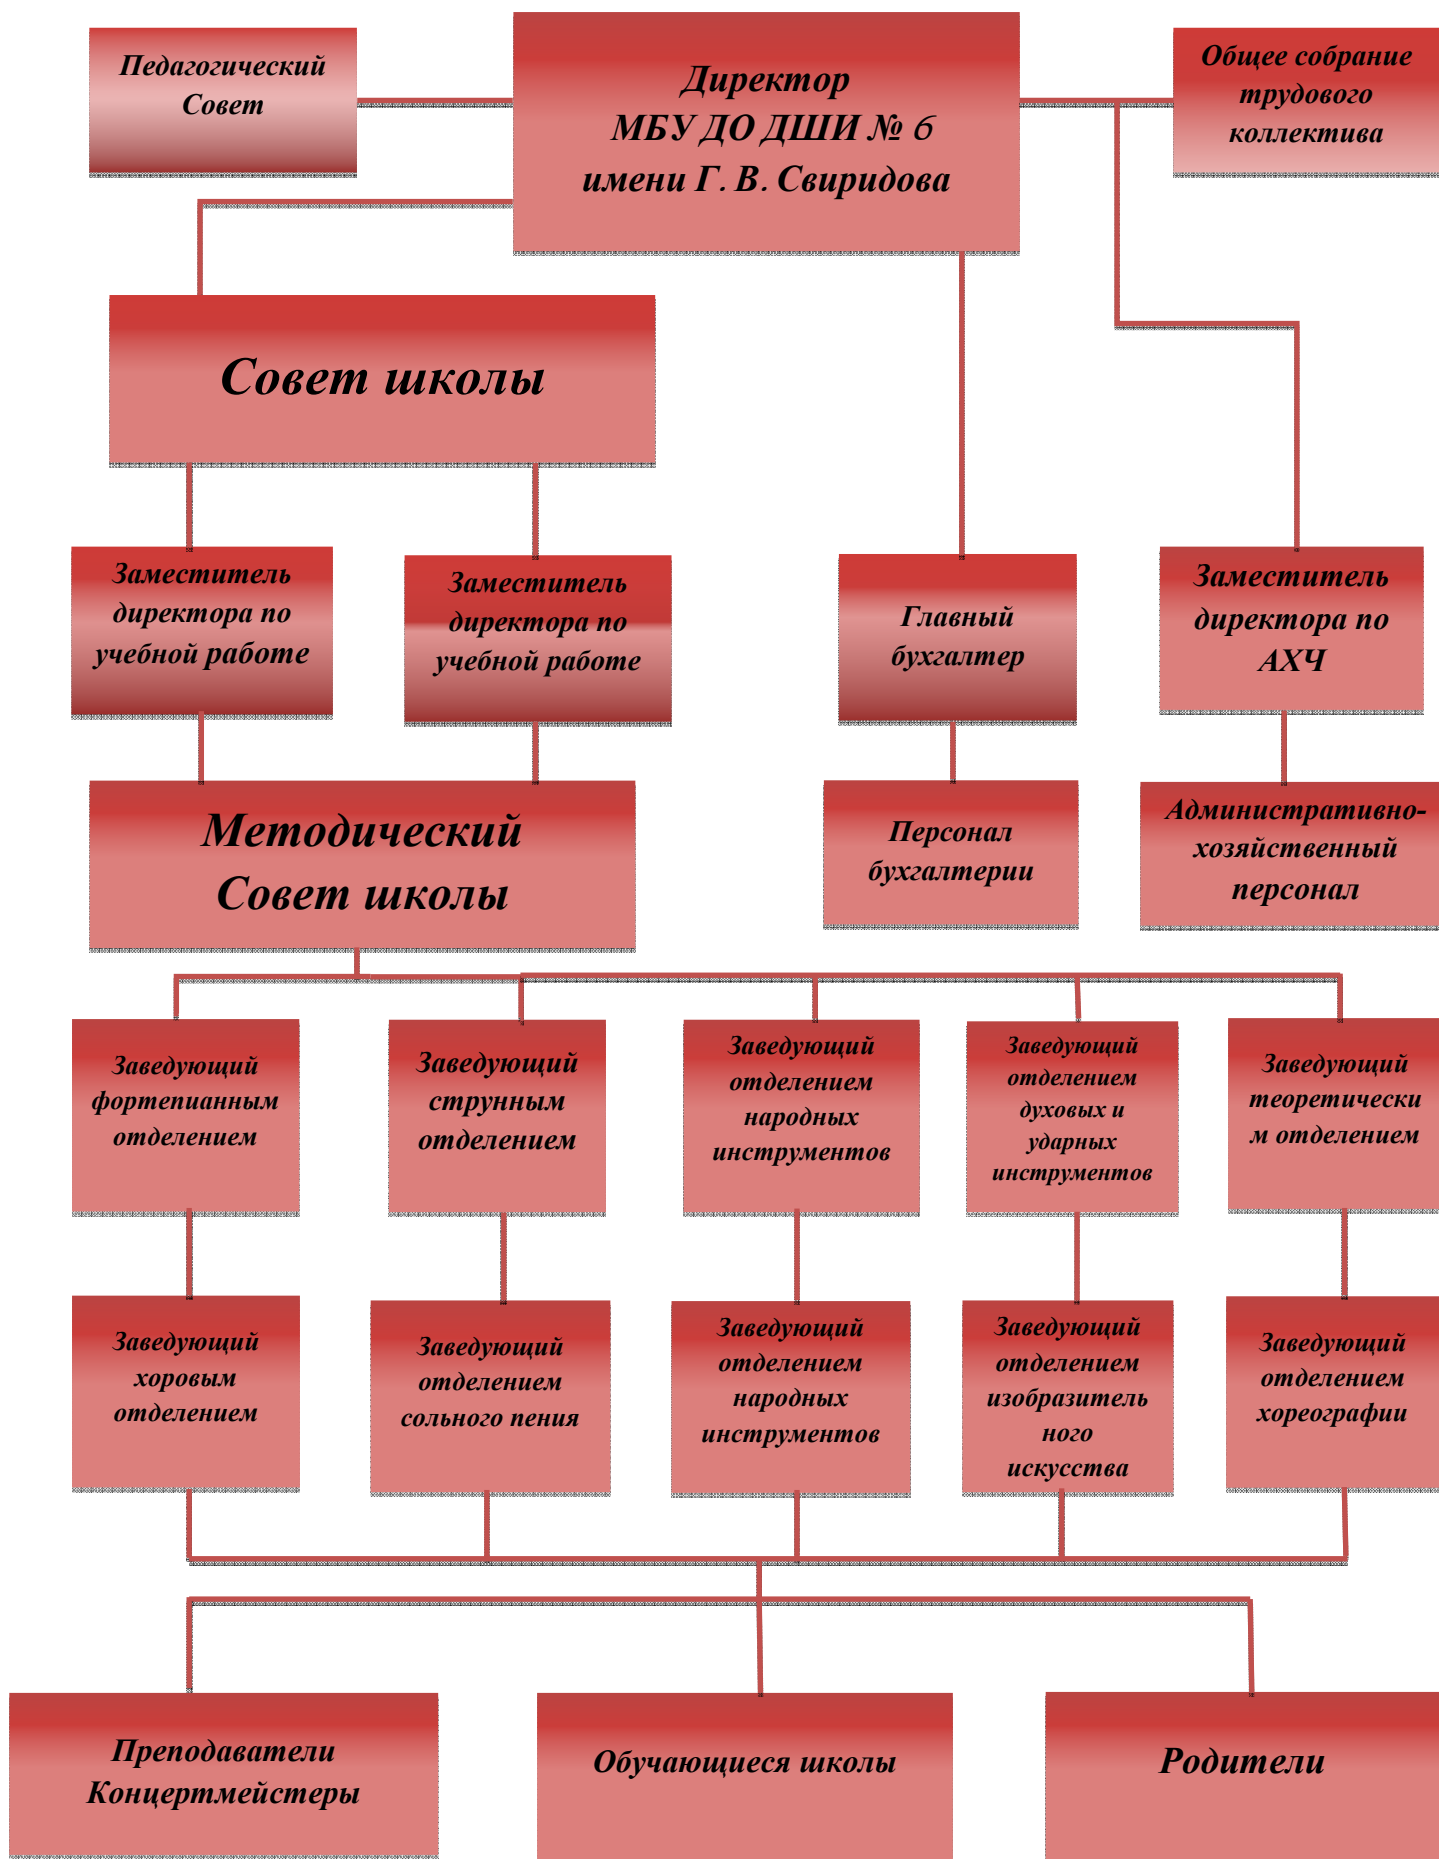 Педагогический
Совет
Директор
МБУ ДО ДШИ № 6
имени Г. В. Свиридова
Общее собрание
трудового
коллектива
Совет школы
Заместитель
директора по
учебной работе
Заместитель
директора по
учебной работе
Главный
бухгалтер
Заместитель
директора по
АХЧ
Методический
Совет школы
Персонал
бухгалтерии
Административно-
хозяйственный
персонал
Заведующий
фортепианным
отделением
Заведующий
струнным
отделением
Заведующий
отделением
народных
инструментов
Заведующий
отделением
духовых и
ударных
инструментов
Заведующий
теоретически
м отделением
Заведующий
хоровым
отделением
Заведующий
отделением
сольного пения
Заведующий
отделением
народных
инструментов
Заведующий
отделением
изобразитель
ного
искусства
Заведующий
отделением
хореографии
Преподаватели
Концертмейстеры
Обучающиеся школы
Родители